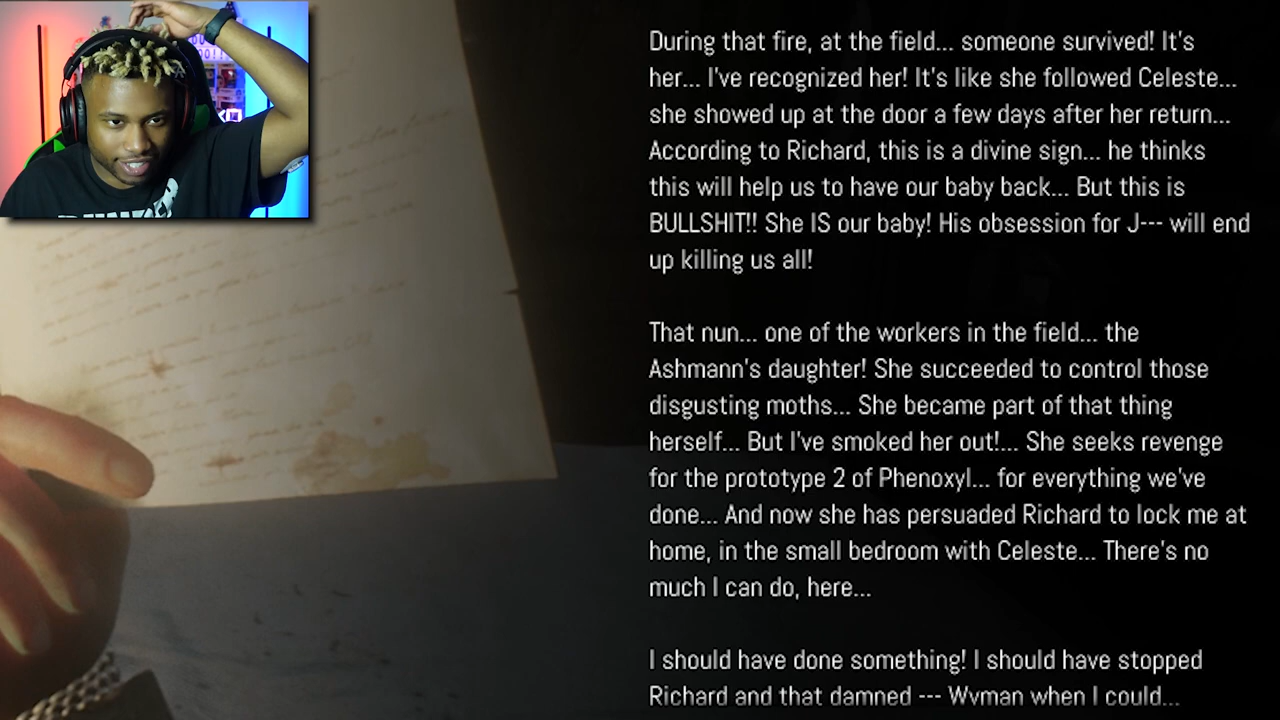 During that fire, at the field... someone survived! It's
her... I've recognized her! It's like she followed Celeste...
she showed up at the door a few days after her return...
According to Richard, this is a divine sign... he thinks
this will help us to have our baby back... But this is
BULLSHIT!! She IS our baby! His obsession for J--- will end
up killing us all!
That nun... one of the workers in the field... the
Ashmann's daughter! She succeeded to control those
disgusting moths... She became part of that thing
herself... But I've smoked her out!... She seeks revenge
for the prototype 2 of Phenoxyl... for everything we've
done... And now she has persuaded Richard to lock me at
home, in the small bedroom with Celeste... There's no
much I can do, here...
I should have done something! I should have stopped
Richard and that damned --- Wyman when I could...